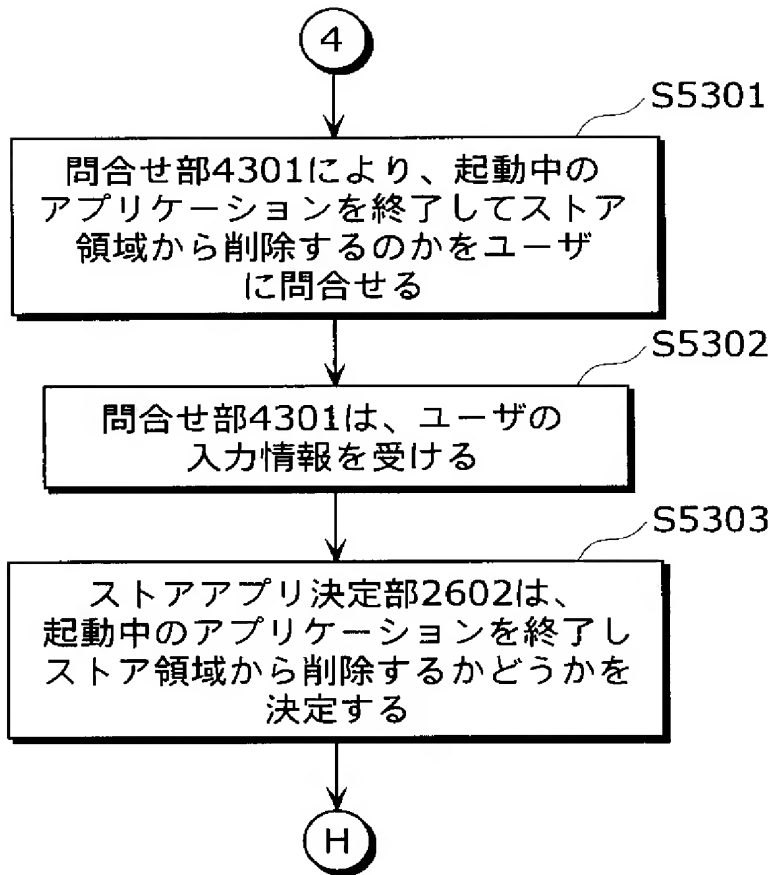 4
S5301
問合せ部4301により、起動中の
アプリケーションを終了してストア
領域から削除するのかをユーザ
に問合せる
S5302
問合せ部4301は、ユーザの
入力情報を受ける
S5303
ストアアプリ決定部2602は、
起動中のアプリケーションを終了し
ストア領域から削除するかどうかを
決定する
H